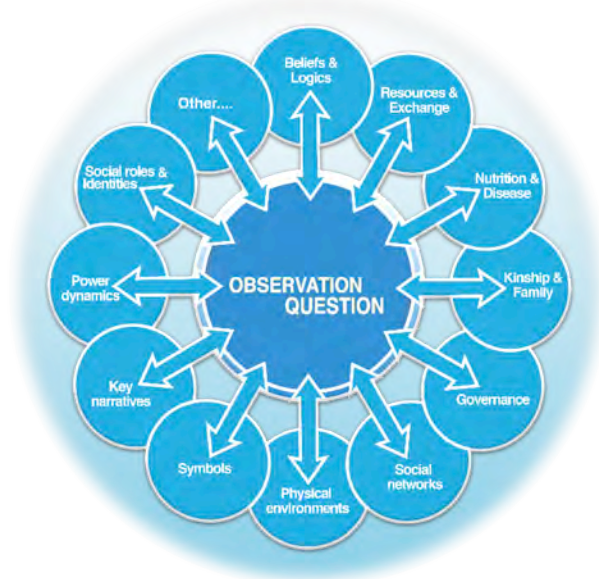 Beliefs &
Logics
Resources &
Exchange
Nutrition &
Disease
Kinship &
Family
Governance
Social
networks
Physical
environments
Symbols
Key
narratives
Power
dynamics
Social roles &
Identities
Other....
OBSERVATION
QUESTION